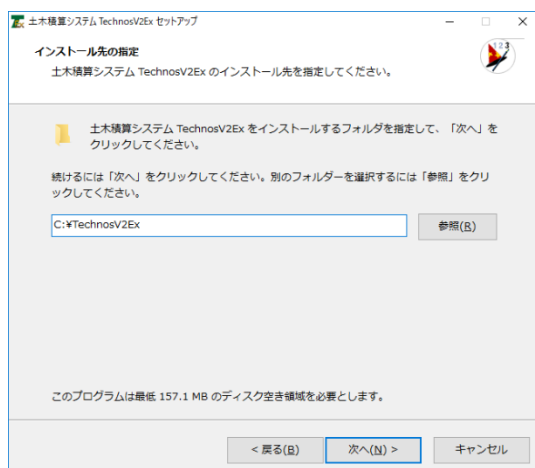 土木積算システム TechnosV2Ex セットアップ
インストール先の指定
土木積算システム TechnosV2Ex のインストール先を指定してください。
123
土木積算システム TechnosV2Ex をインストールするフォルダを指定して、「次へ」を
クリックしてください。
続けるには「次へ」をクリックしてください。別のフォルダーを選択するには「参照」をクリ
ックしてください。
C:¥TechnosV2Ex
参照(R)
このプログラムは最低 157.1 MB のディスク空き領域を必要とします。
< 戻る(B)
次へ(N) >
キャンセル